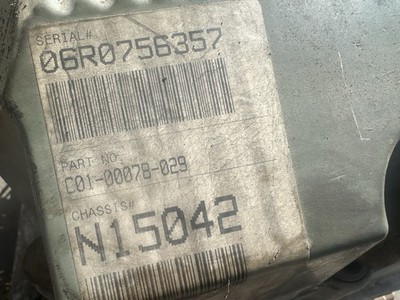 SERIAL#
06R0756357
PART NO.
C01-00078-029
CHASSIS#
N15042